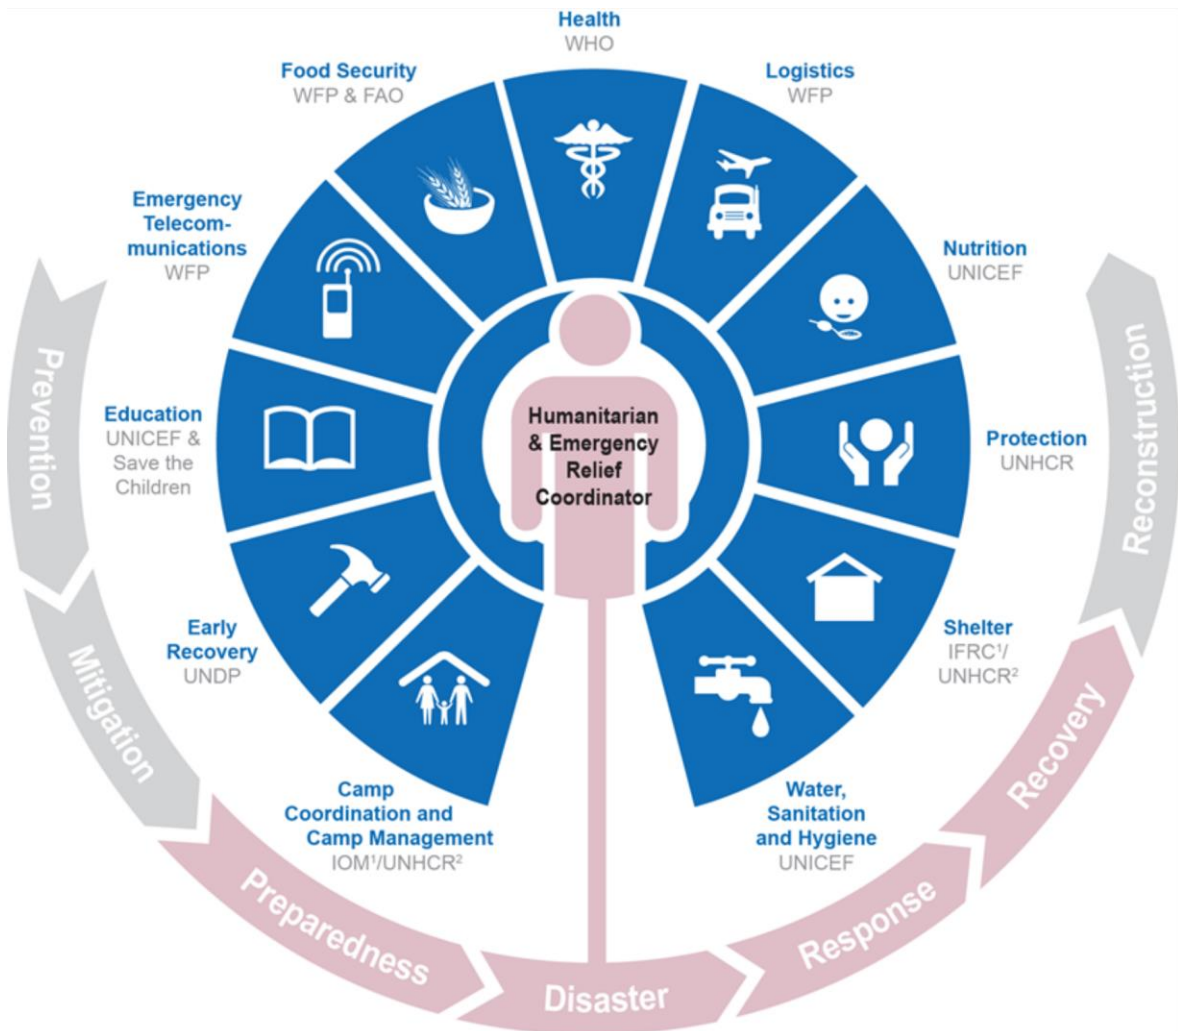 Health
WHO
Food Security
WFP & FAO
Logistics
WFP
Emergency
Telecom-
munications
WFP
Nutrition
UNICEF
Education
UNICEF &
Save the
Children
Protection
UNHCR
Humanitarian
& Emergency
Relief
Coordinator
Early
Recovery
UNDP
Shelter
IFRC¹/
UNHCR²
Camp
Coordination and
Camp Management
IOM¹/UNHCR²
Water,
Sanitation
and Hygiene
UNICEF
Prevention
Mitigation
Preparedness
Disaster
Response
Recovery
Reconstruction